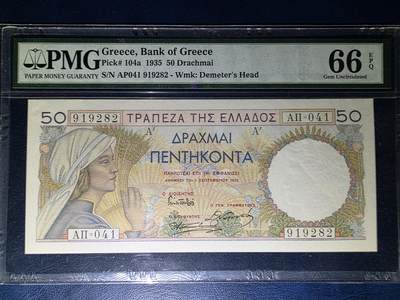 PMG
PAPER MONEY GUARANTY
Greece, Bank of Greece
Pick# 104a 1935 50 Drachmai
S/N AP041 919282 - Wmk: Demeter's Head
66 EPQ
Gem Uncirculated
50 ΤΡΑΠΕΖΑ ΤΗΣ ΕΛΛΑΔΟΣ 50
919282 Α' Α' ΑΠ-041
ΔΡΑΧΜΑΙ
ΠΕΝΤΗΚΟΝΤΑ
ΠΛΗΡΩΤΕΑΙ ΕΠΙ ΤΗ ΕΜΦΑΝΙΣΕΙ
Ο ΔΙΟΙΚΗΤΗΣ
ΑΠ-041
919282